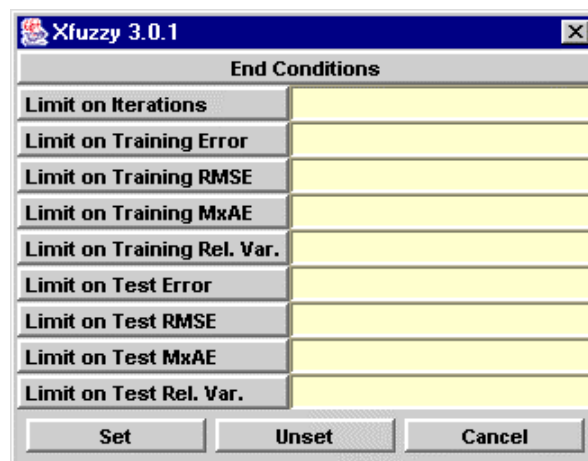 Xfuzzy 3.0.1
End Conditions
Limit on Iterations
Limit on Training Error
Limit on Training RMSE
Limit on Training MxAE
Limit on Training Rel. Var.
Limit on Test Error
Limit on Test RMSE
Limit on Test MxAE
Limit on Test Rel. Var.
Set Unset Cancel